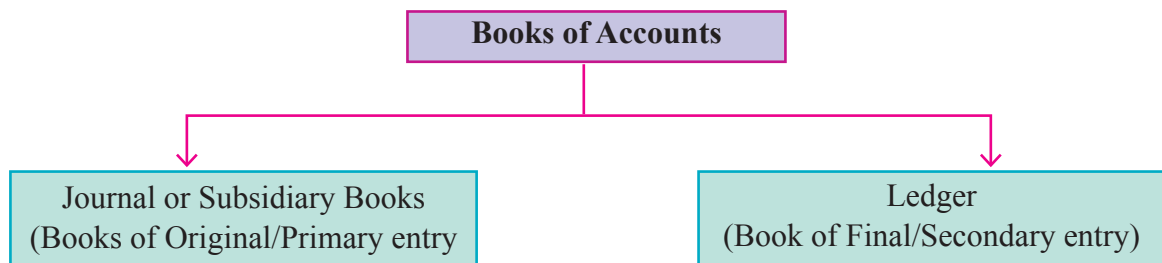 Books of Accounts
Journal or Subsidiary Books
(Books of Original/Primary entry
Ledger
(Book of Final/Secondary entry)